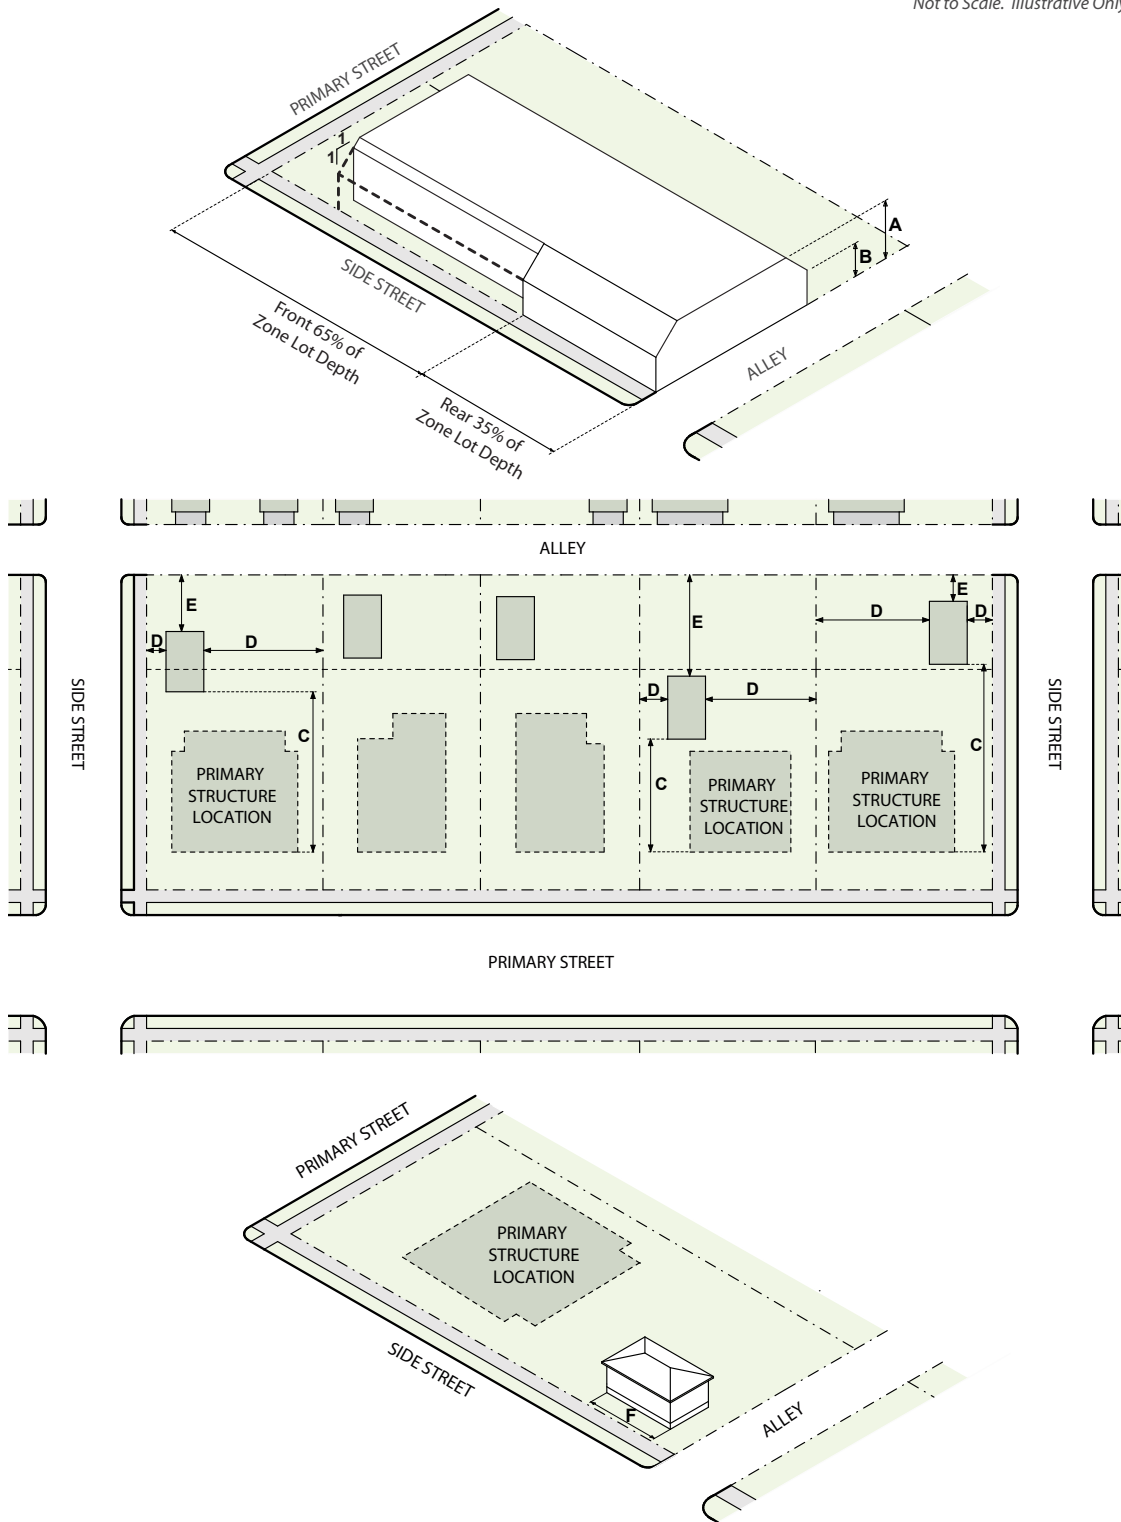 Not to Scale. Illustrative Only
PRIMARY STREET
1
1
A
B
SIDE STREET
Front 65% of
Zone Lot Depth
ALLEY
Rear 35% of
Zone Lot Depth
ALLEY
E
E
E
D
D
D
D
D
D
C
C
C
SIDE STREET
SIDE STREET
PRIMARY
STRUCTURE
LOCATION
PRIMARY
STRUCTURE
LOCATION
PRIMARY
STRUCTURE
LOCATION
PRIMARY STREET
PRIMARY STREET
PRIMARY
STRUCTURE
LOCATION
SIDE STREET
F
ALLEY